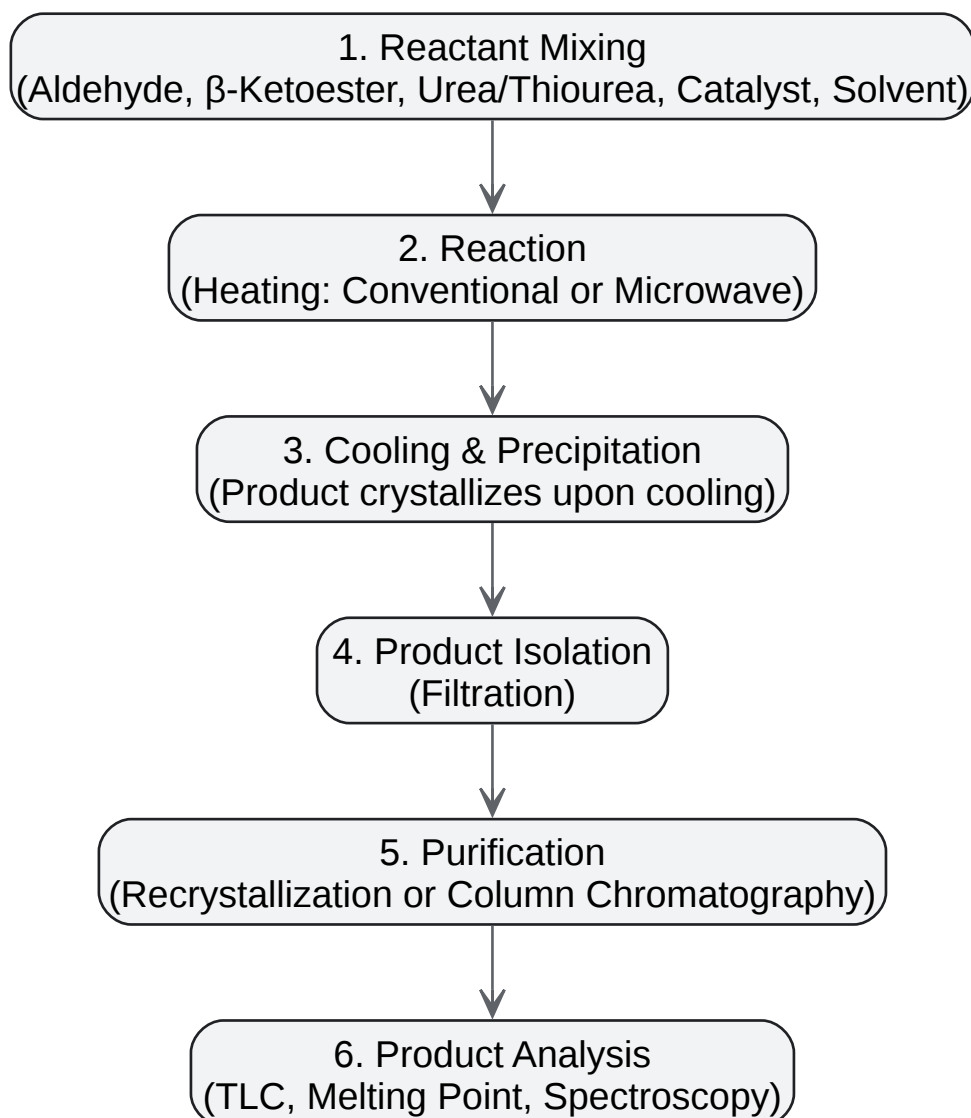 1. Reactant Mixing
(Aldehyde, β-Ketoester, Urea/Thiourea, Catalyst, Solvent)
2. Reaction
(Heating: Conventional or Microwave)
3. Cooling & Precipitation
(Product crystallizes upon cooling)
4. Product Isolation
(Filtration)
5. Purification
(Recrystallization or Column Chromatography)
6. Product Analysis
(TLC, Melting Point, Spectroscopy)